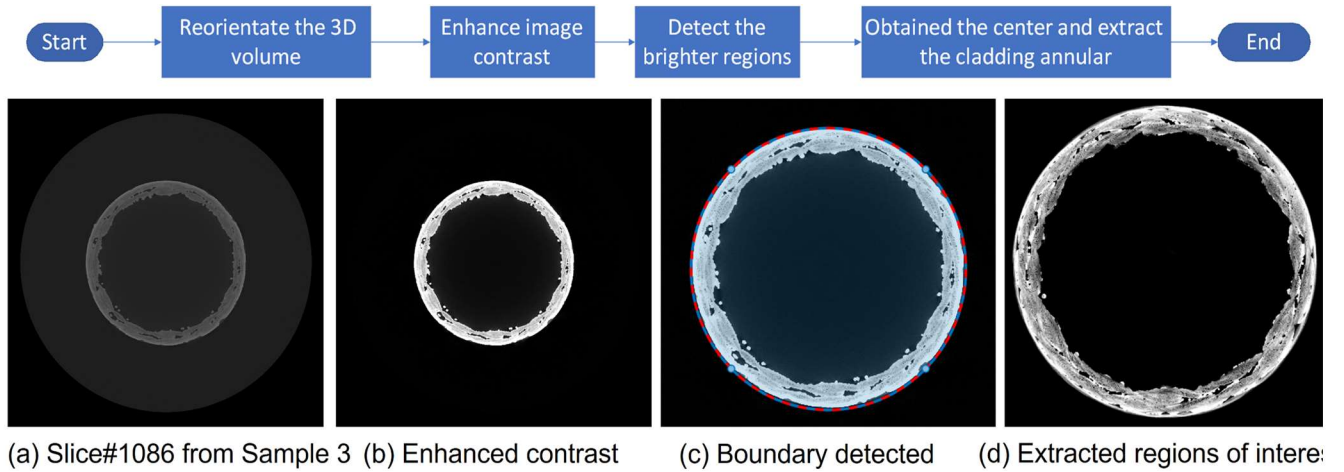 Start
Reorientate the 3D
volume
Enhance image
contrast
Detect the
brighter regions
Obtained the center and extract
the cladding annular
End
(a) Slice#1086 from Sample 3
(b) Enhanced contrast
(c) Boundary detected
(d) Extracted regions of interes